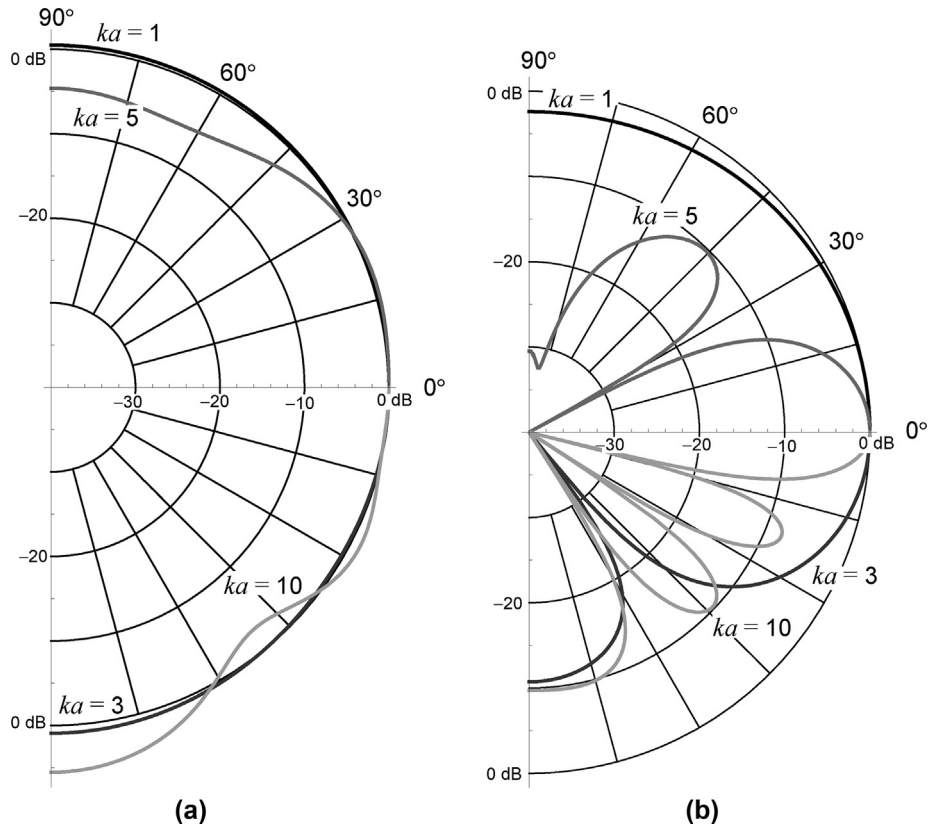 90°
ka = 1
0 dB
60°
ka = 5
30°
–20
0°
–30
–20
–10
0 dB
–20
ka = 10
ka = 3
0 dB
(a)
90°
0 dB
ka = 1
60°
ka = 5
30°
–20
0°
–30
–20
–10
0 dB
ka = 3
–20
ka = 10
0 dB
(b)